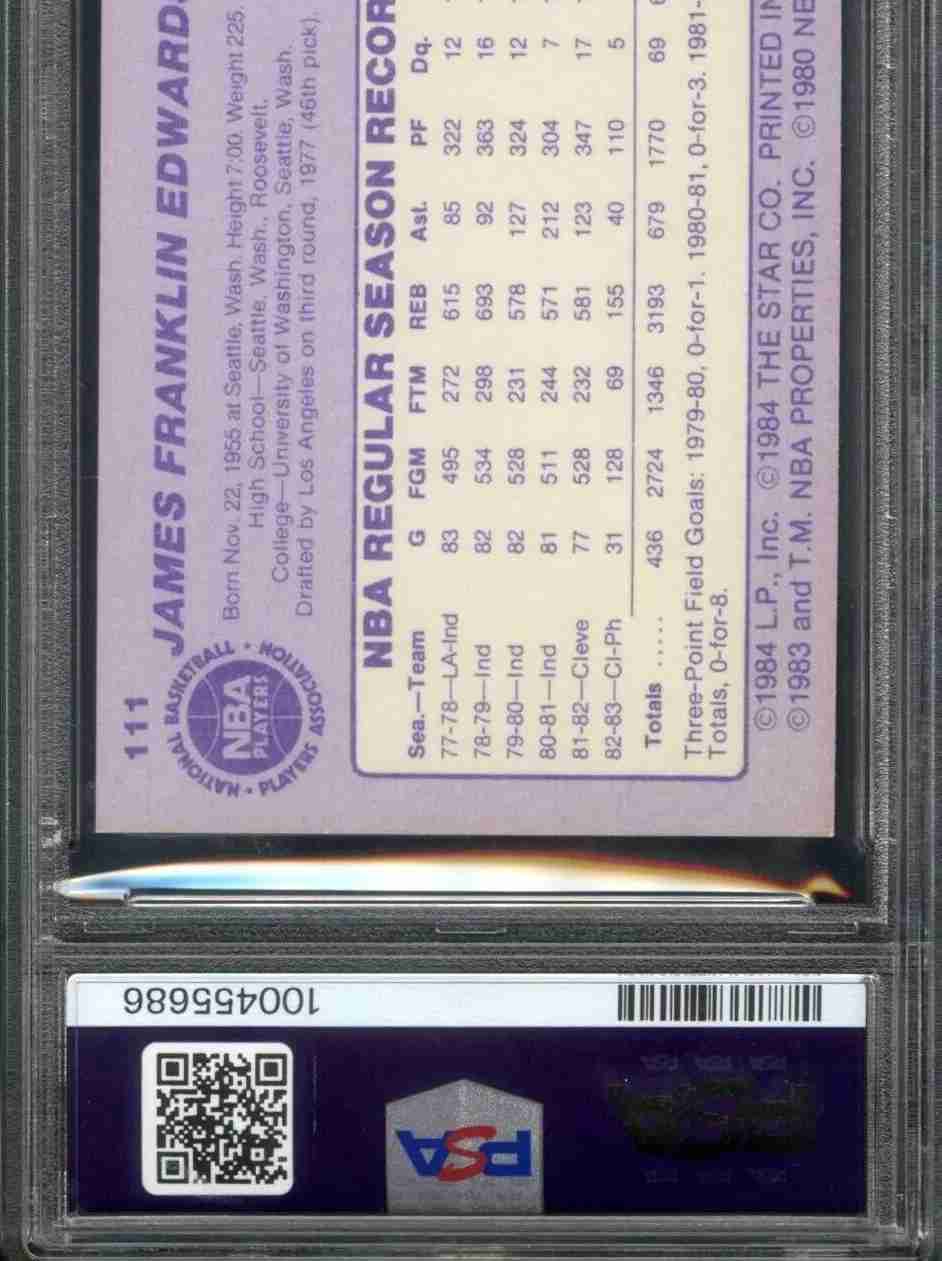 111
JAMES FRANKLIN EDWARDS
Born Nov. 22, 1955 at Seattle, Wash. Height 7:00. Weight 225.
High School—Seattle, Wash., Roosevelt.
College—University of Washington, Seattle, Wash.
Drafted by Los Angeles on third round, 1977 (46th pick).
NATIONAL BASKETBALL • PLAYERS ASSOCIATION •
NBA
PLAYERS
NBA REGULAR SEASON RECOR
Sea.—Team G FGM FTM REB Ast. PF Dq.
77-78—LA-Ind 83 495 272 615 85 322 12
78-79—Ind 82 534 298 693 92 363 16
79-80—Ind 82 528 231 578 127 324 12
80-81—Ind 81 511 244 571 212 304 7
81-82—Cleve 77 528 232 581 123 347 17
82-83—Cl-Ph 31 128 69 155 40 110 5
Totals ..... 436 2724 1346 3193 679 1770 69
Three-Point Field Goals: 1979-80, 0-for-1. 1980-81, 0-for-3. 1981-
Totals, 0-for-8.
©1984 L.P., Inc. ©1984 THE STAR CO. PRINTED IN
©1983 and T.M. NBA PROPERTIES, INC. ©1980 NB
100455686
PSA
PSA PSA PSA